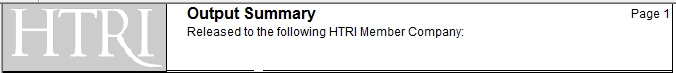 HTRI
Output Summary
Page 1
Released to the following HTRI Member Company: